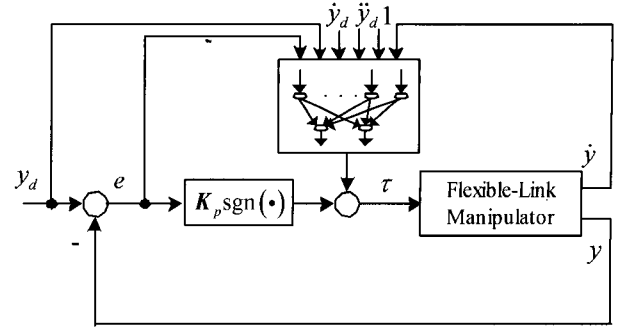 ẏ_d ÿ_d 1
y_d
e
K_p sgn(•)
τ
Flexible-Link
Manipulator
ẏ
y
-
-
. . .